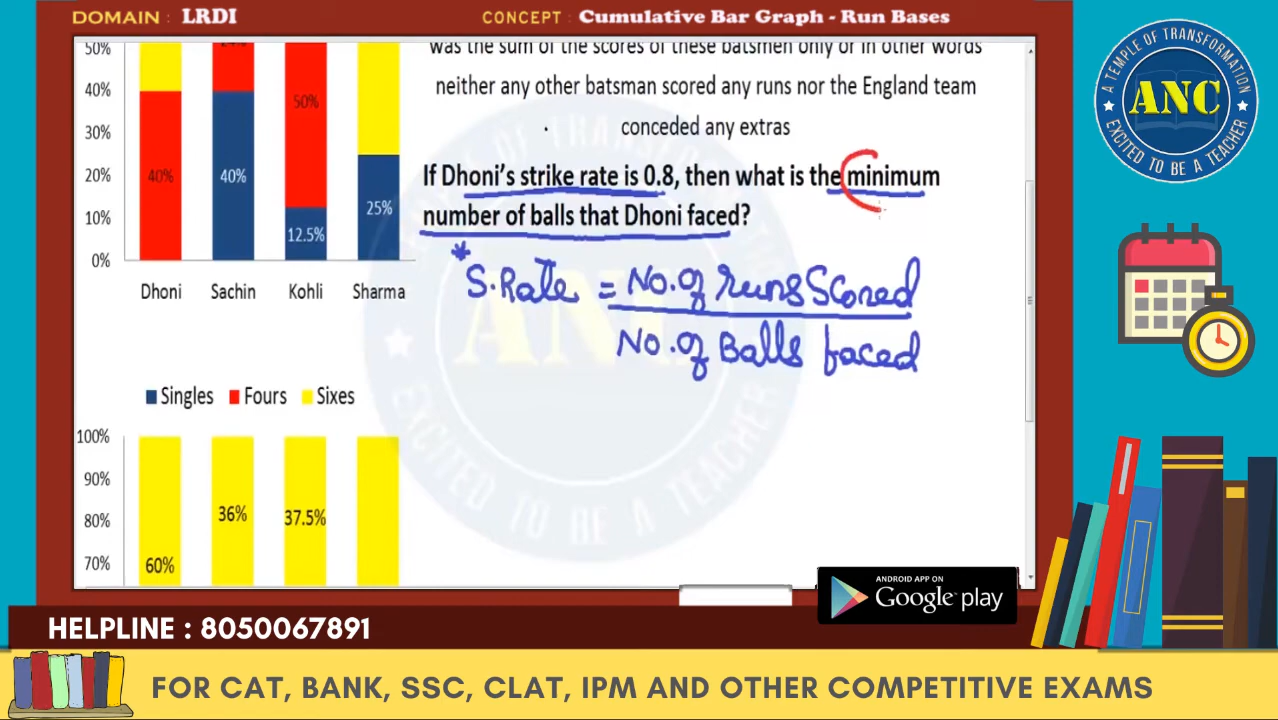 DOMAIN : LRDI
CONCEPT : Cumulative Bar Graph - Run Bases
50%
40%
30%
20%
10%
0%
40%
24%
40%
50%
12.5%
25%
Dhoni Sachin Kohli Sharma
Singles Fours Sixes
100%
90%
80%
70%
60%
36%
37.5%
was the sum of the scores of these batsmen only or in other words
neither any other batsman scored any runs nor the England team
conceded any extras
If Dhoni's strike rate is 0.8, then what is the minimum
number of balls that Dhoni faced?
* S.Rate = No.of runs Scored
No.of Balls faced
A TEMPLE OF TRANSFORMATION
ANC
EXCITED TO BE A TEACHER
ANDROID APP ON
Google play
HELPLINE : 8050067891
FOR CAT, BANK, SSC, CLAT, IPM AND OTHER COMPETITIVE EXAMS